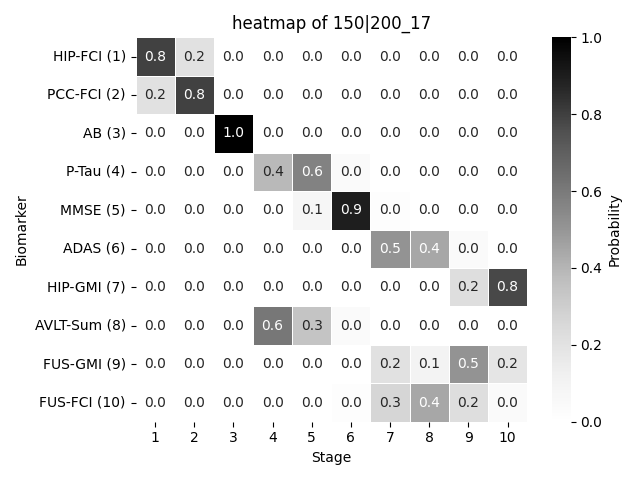 heatmap of 150|200_17
HIP-FCI (1) 0.8 0.2 0.0 0.0 0.0 0.0 0.0 0.0 0.0 0.0
PCC-FCI (2) 0.2 0.8 0.0 0.0 0.0 0.0 0.0 0.0 0.0 0.0
AB (3) 0.0 0.0 1.0 0.0 0.0 0.0 0.0 0.0 0.0 0.0
P-Tau (4) 0.0 0.0 0.0 0.4 0.6 0.0 0.0 0.0 0.0 0.0
MMSE (5) 0.0 0.0 0.0 0.0 0.1 0.9 0.0 0.0 0.0 0.0
ADAS (6) 0.0 0.0 0.0 0.0 0.0 0.0 0.5 0.4 0.0 0.0
HIP-GMI (7) 0.0 0.0 0.0 0.0 0.0 0.0 0.0 0.0 0.2 0.8
AVLT-Sum (8) 0.0 0.0 0.0 0.6 0.3 0.0 0.0 0.0 0.0 0.0
FUS-GMI (9) 0.0 0.0 0.0 0.0 0.0 0.0 0.2 0.1 0.5 0.2
FUS-FCI (10) 0.0 0.0 0.0 0.0 0.0 0.0 0.3 0.4 0.2 0.0
1 2 3 4 5 6 7 8 9 10
Stage
Biomarker
1.0
0.8
0.6
0.4
0.2
0.0
Probability